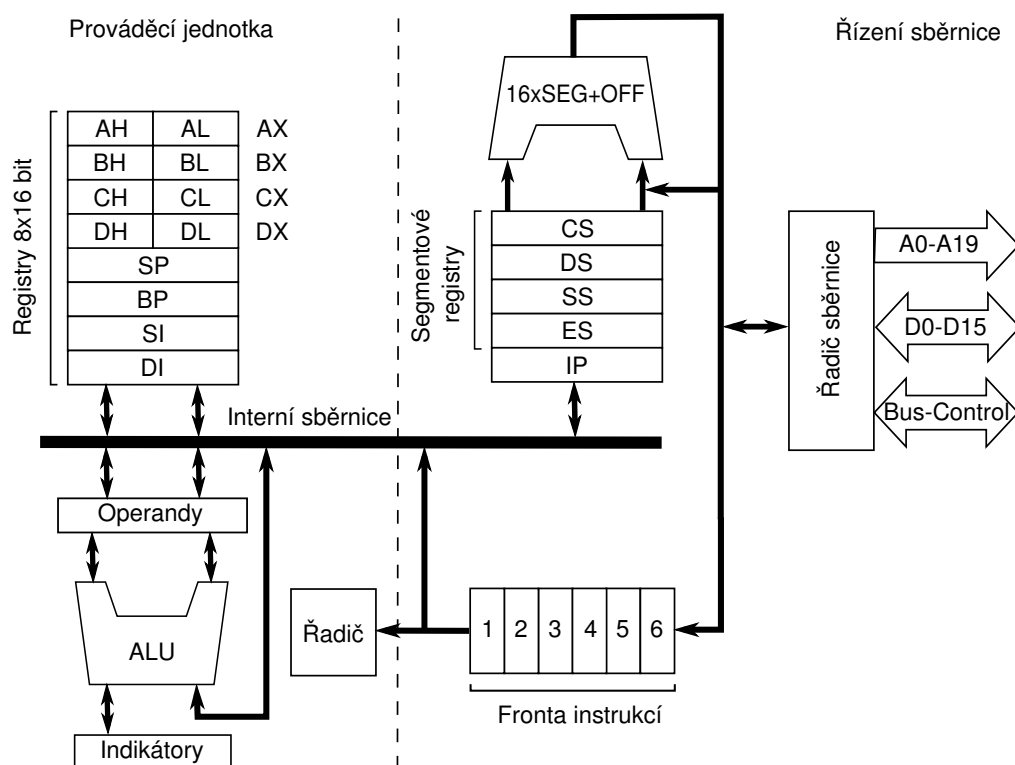 Prováděcí jednotka
Řízení sběrnice
Registry 8x16 bit
AH AL AX
BH BL BX
CH CL CX
DH DL DX
SP
BP
SI
DI
16xSEG+OFF
Segmentové
registry
CS
DS
SS
ES
IP
Řadič sběrnice
A0-A19
D0-D15
Bus-Control
Interní sběrnice
Operandy
ALU
Indikátory
Řadič
1 2 3 4 5 6
Fronta instrukcí